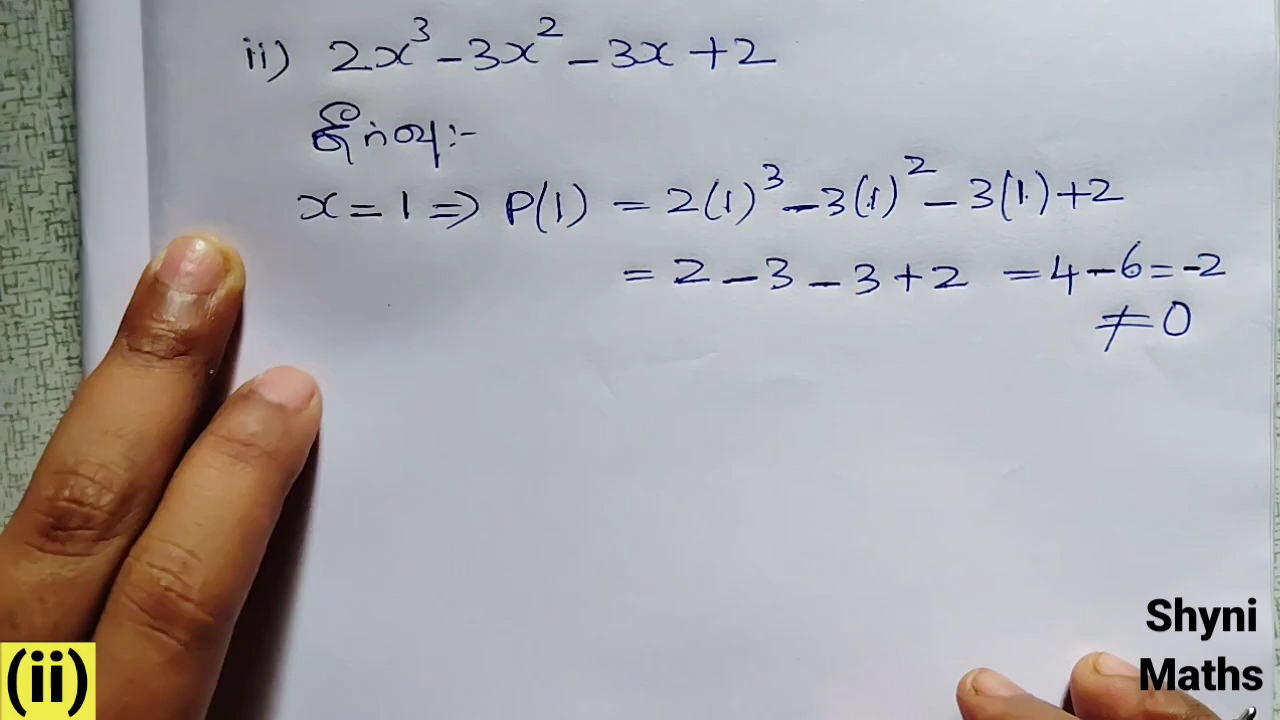 ii) 2x³ - 3x² - 3x + 2
தீர்வு:-
x = 1 ⇒ P(1) = 2(1)³ - 3(1)² - 3(1) + 2
= 2 - 3 - 3 + 2 = 4 - 6 = -2
≠ 0
(ii)
Shyni
Maths